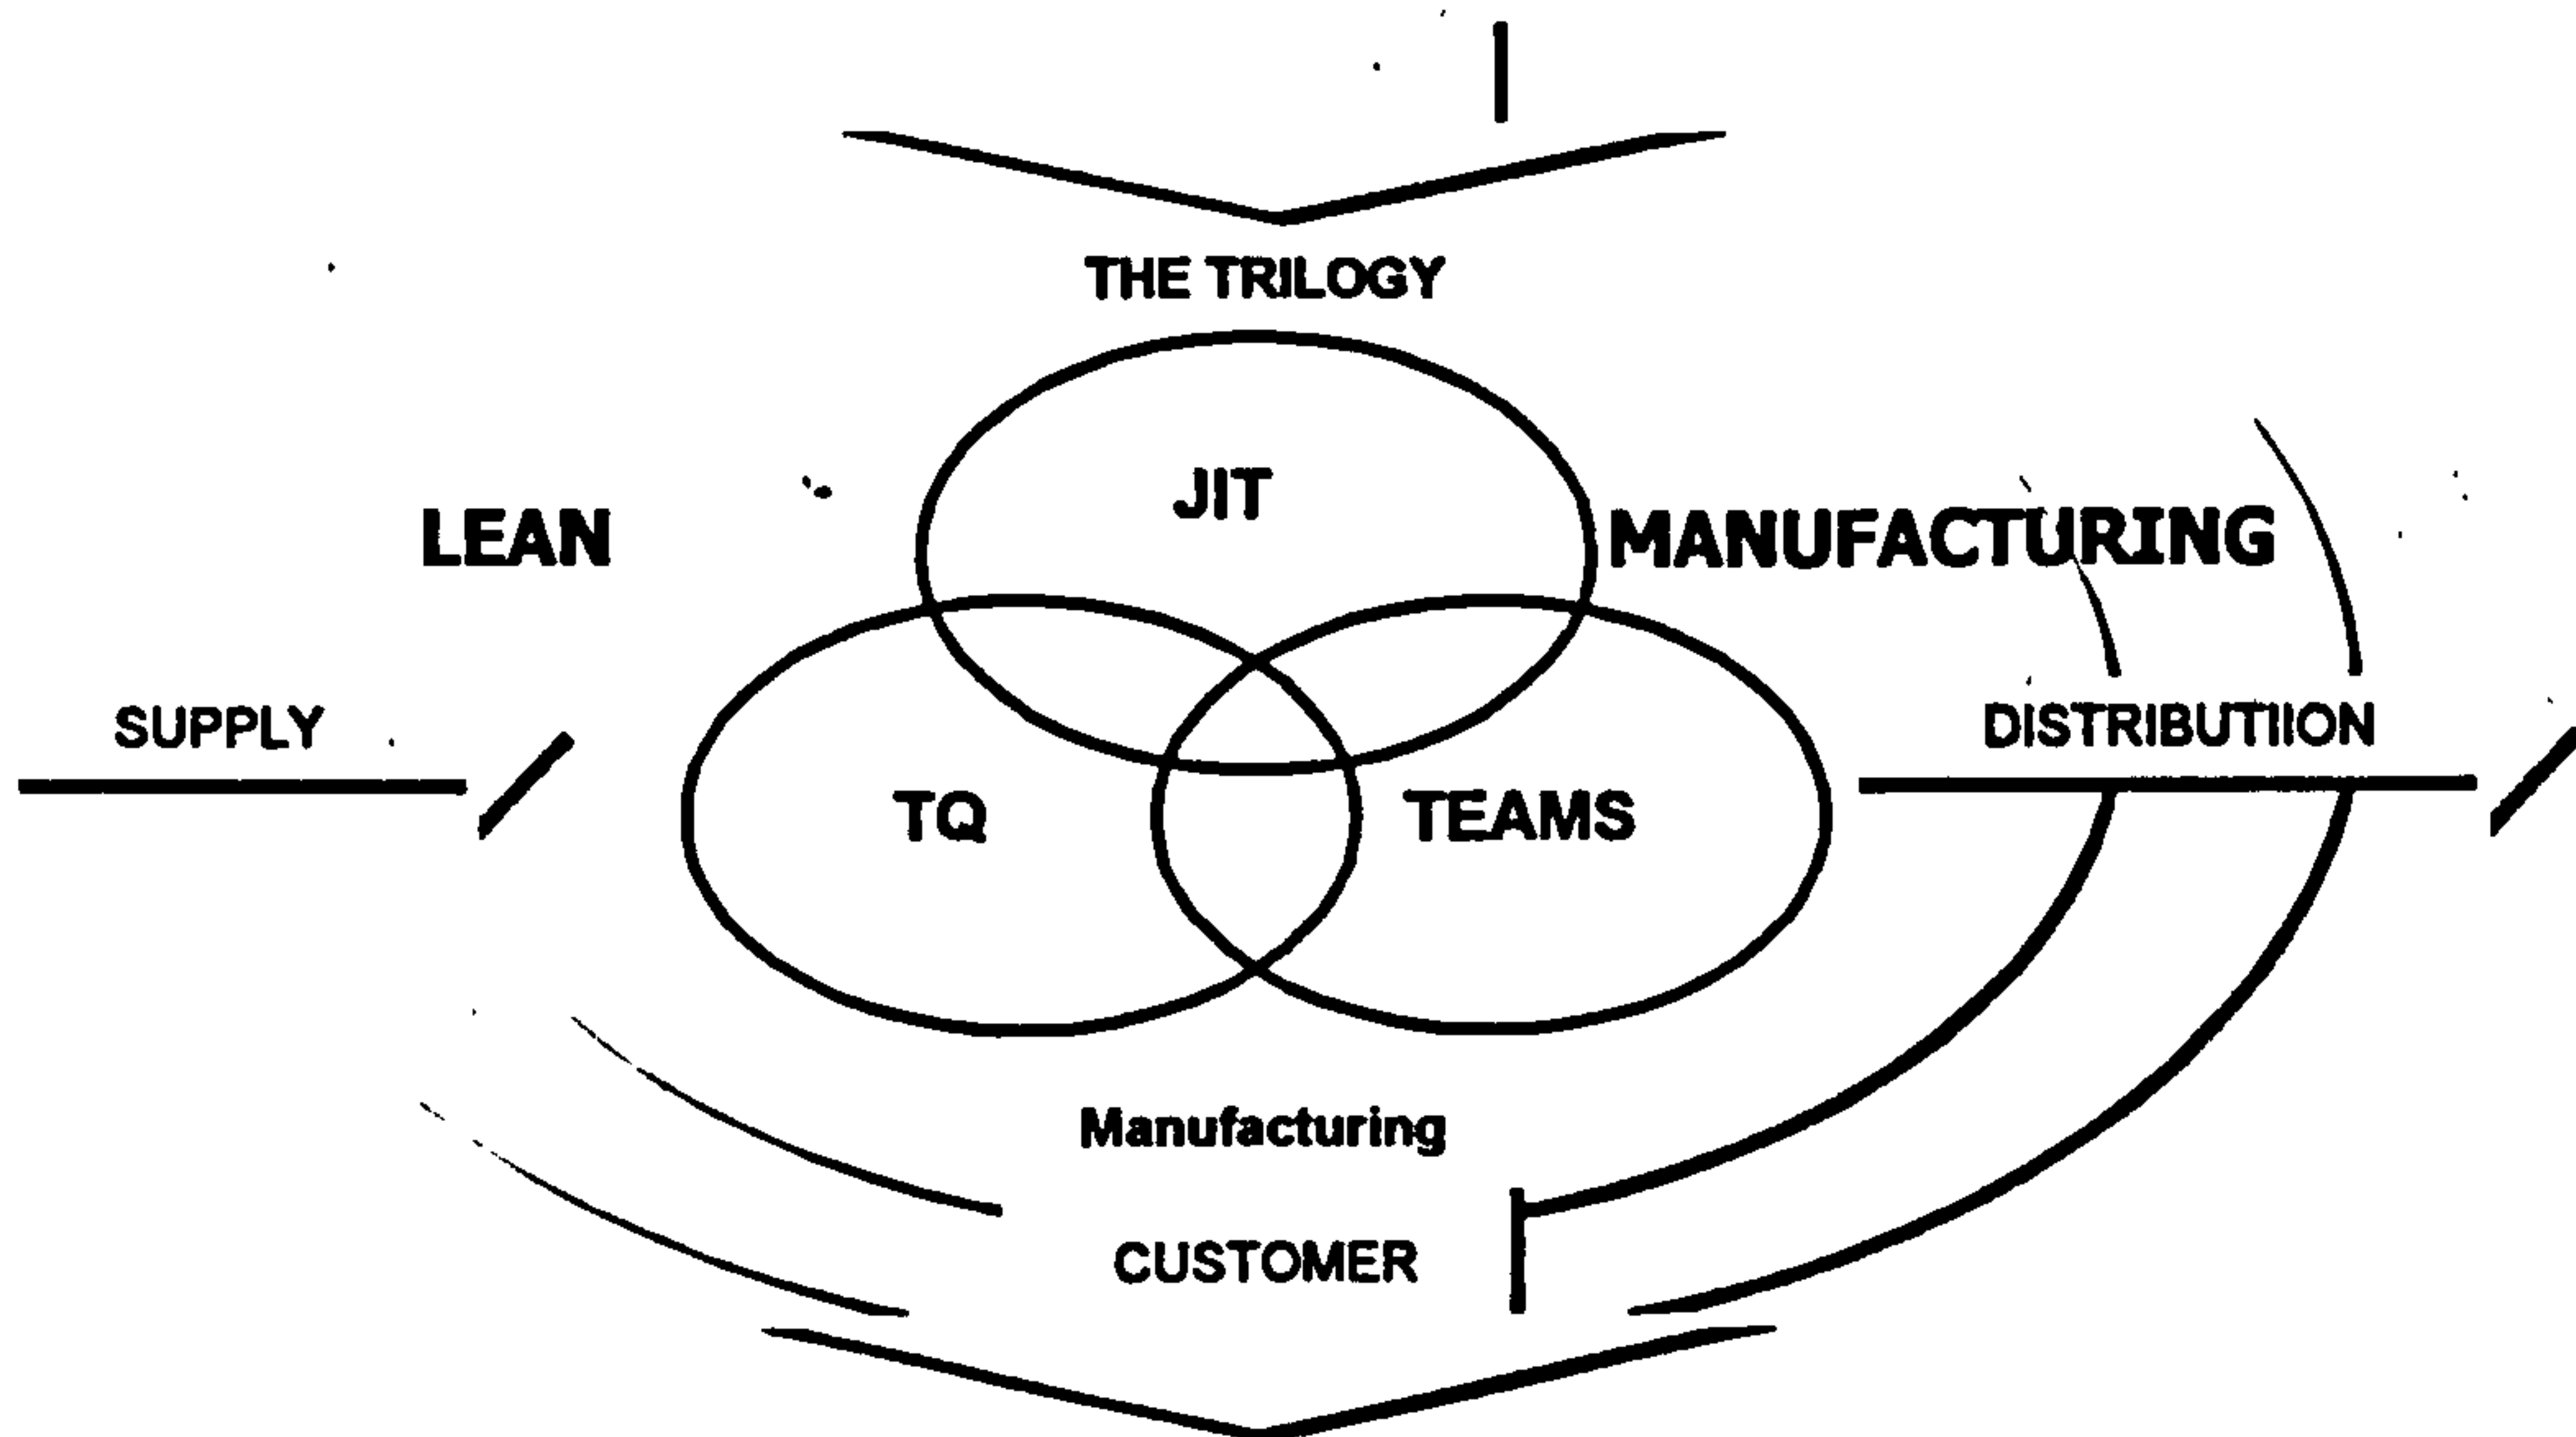 THE TRILOGY
JIT
LEAN
MANUFACTURING
SUPPLY
DISTRIBUTIION
TQ
TEAMS
Manufacturing
CUSTOMER